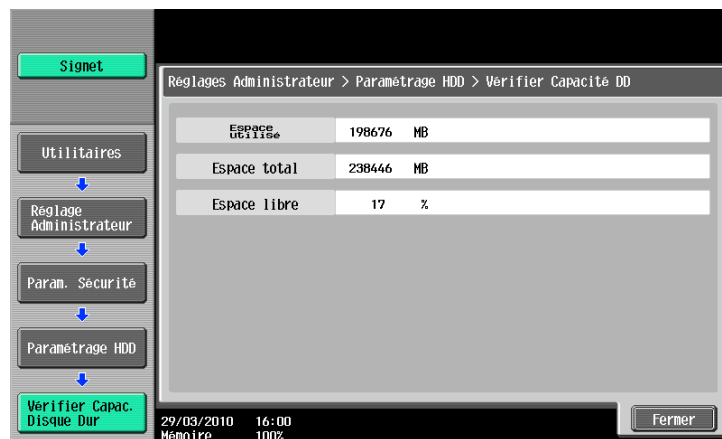 Signet
Réglages Administrateur > Paramétrage HDD > Vérifier Capacité DD
Espace
utilisé
198676 MB
Espace total 238446 MB
Espace libre 17 %
Utilitaires
Réglage
Administrateur
Param. Sécurité
Paramétrage HDD
Vérifier Capac.
Disque Dur
29/03/2010 16:00
Mémoire 100%
Fermer